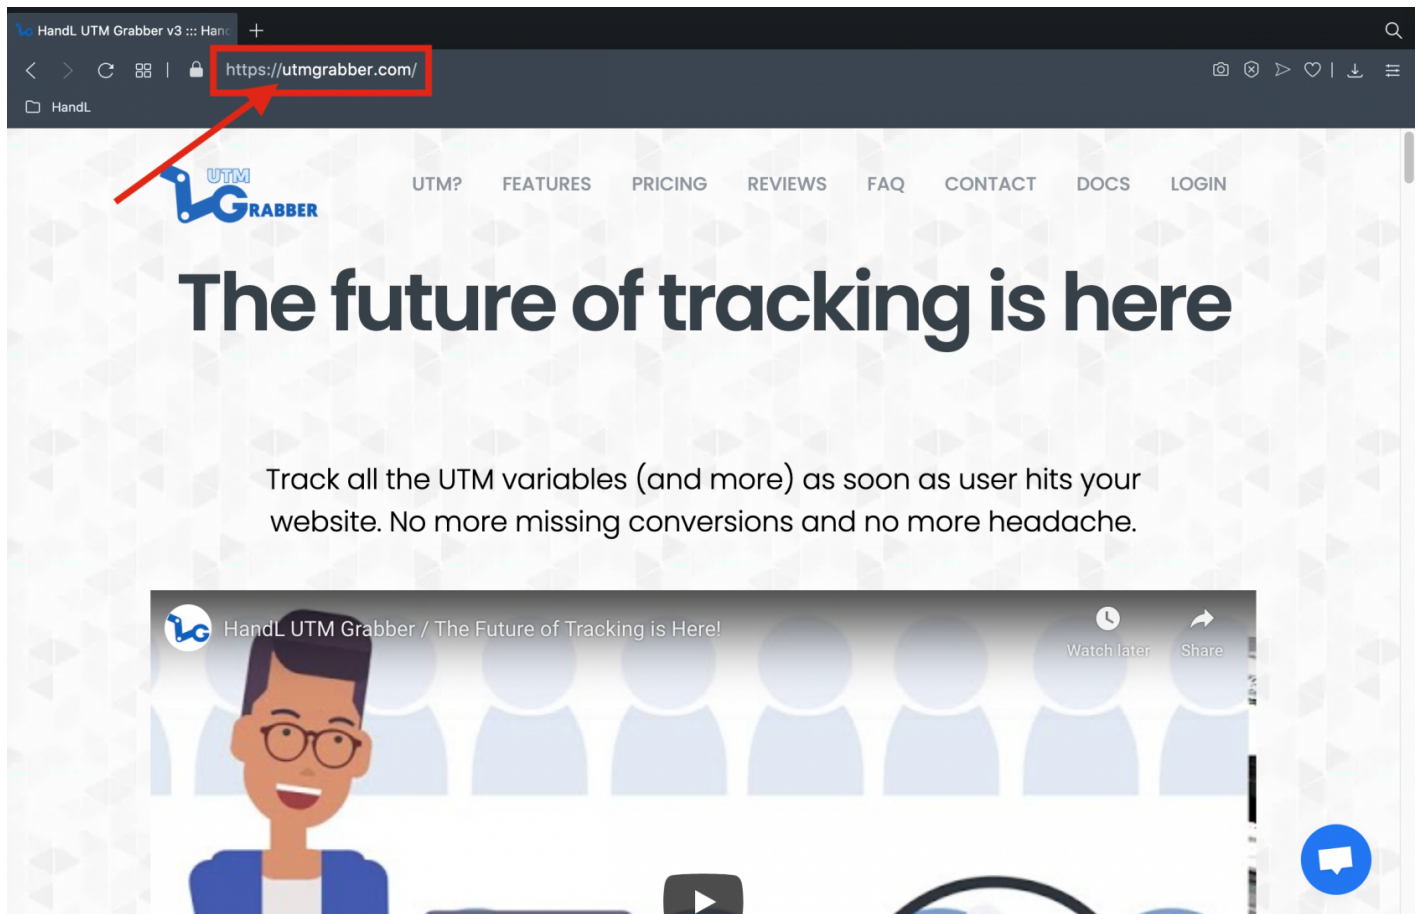 HandL UTM Grabber v3 ::: Hand
https://utmgrabber.com/
HandL
UTM
GRABBER
UTM? FEATURES PRICING REVIEWS FAQ CONTACT DOCS LOGIN
The future of tracking is here
Track all the UTM variables (and more) as soon as user hits your
website. No more missing conversions and no more headache.
HandL UTM Grabber / The Future of Tracking is Here!
Watch later Share